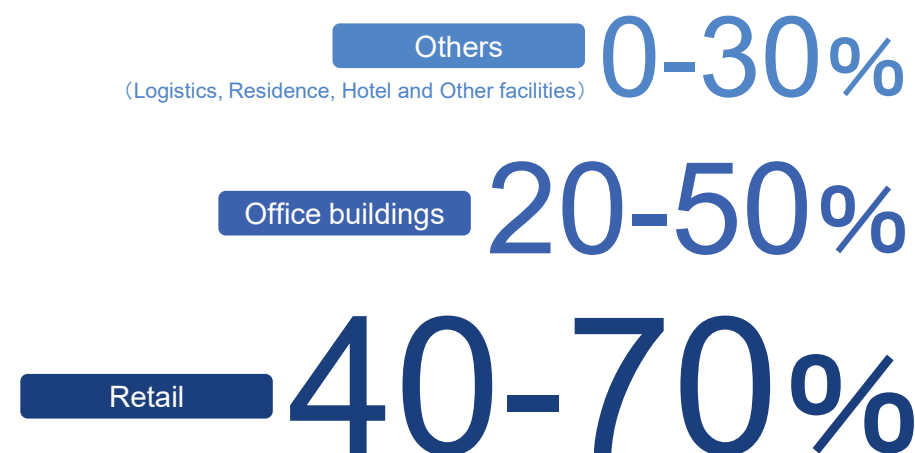 Others 0-30%
(Logistics, Residence, Hotel and Other facilities)
Office buildings 20-50%
Retail 40-70%